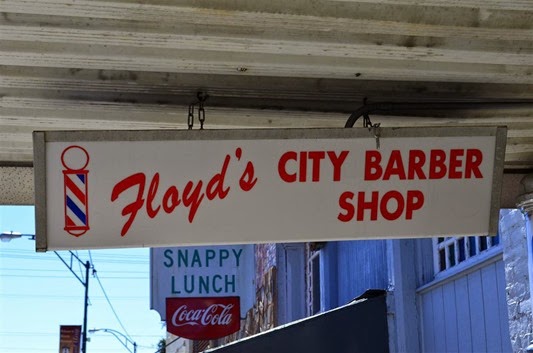 Floyd's CITY BARBER
SHOP
SNAPPY
LUNCH
Coca-Cola